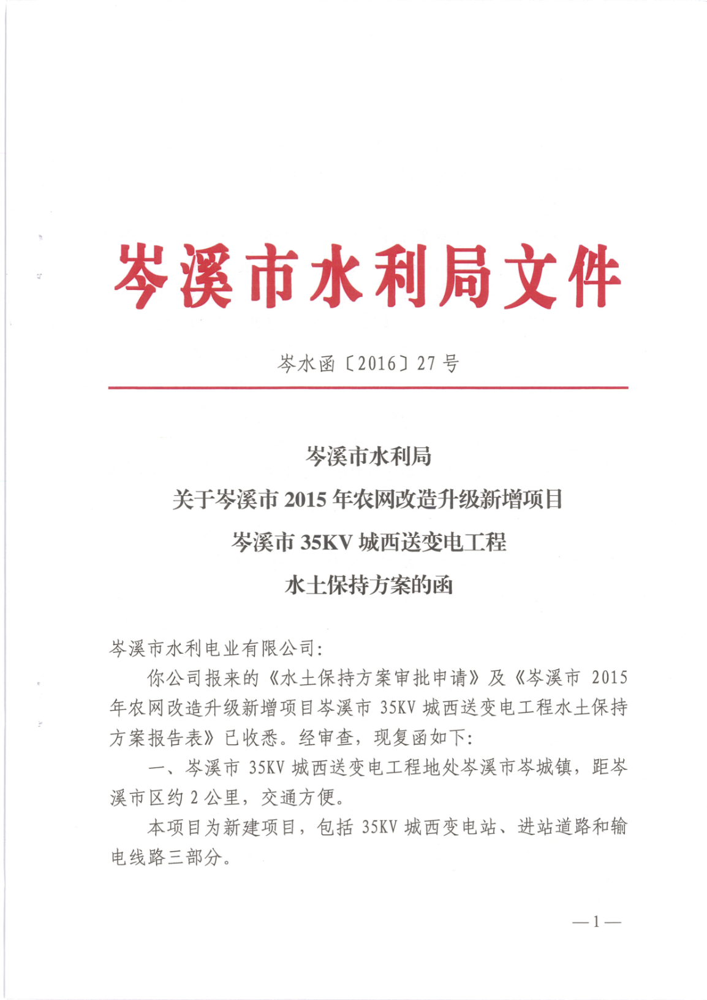 岑溪市水利局文件
岑水函〔2016〕27号
岑溪市水利局
关于岑溪市 2015 年农网改造升级新增项目
岑溪市 35KV 城西送变电工程
水土保持方案的函
岑溪市水利电业有限公司:
你公司报来的《水土保持方案审批申请》及《岑溪市 2015
年农网改造升级新增项目岑溪市 35KV 城西送变电工程水土保持
方案报告表》已收悉。经审查，现复函如下:
一、岑溪市 35KV 城西送变电工程地处岑溪市岑城镇，距岑
溪市区约 2 公里，交通方便。
本项目为新建项目，包括 35KV 城西变电站、进站道路和输
电线路三部分。
— 1 —